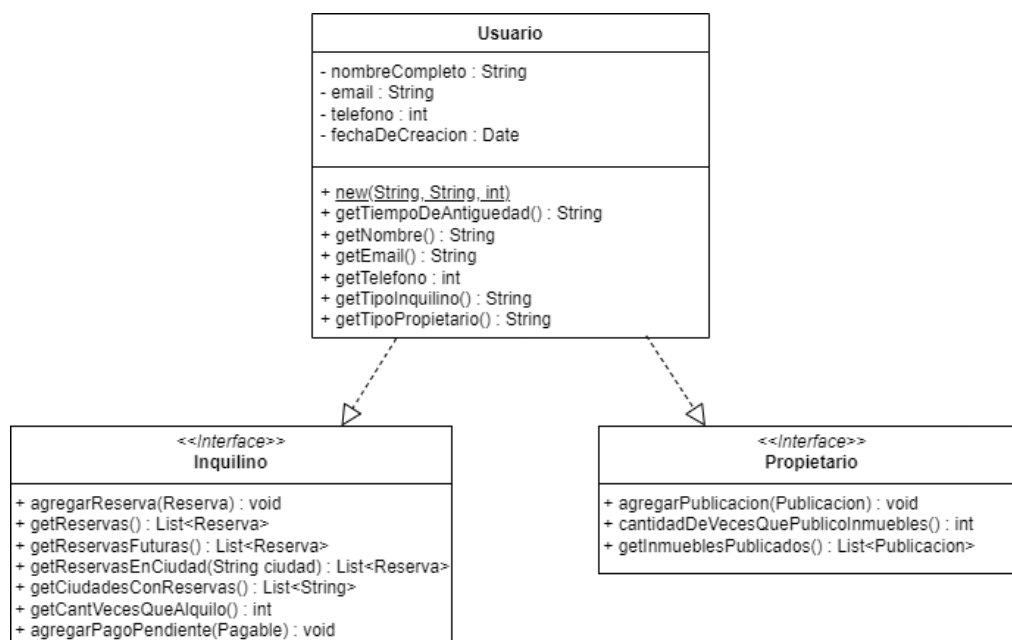 Usuario
- nombreCompleto : String
- email : String
- telefono : int
- fechaDeCreacion : Date
+ new(String, String, int)
+ getTiempoDeAntiguedad() : String
+ getNombre() : String
+ getEmail() : String
+ getTelefono : int
+ getTipoInquilino() : String
+ getTipoPropietario() : String
<<Interface>>
Inquilino
+ agregarReserva(Reserva) : void
+ getReservas() : List<Reserva>
+ getReservasFuturas() : List<Reserva>
+ getReservasEnCiudad(String ciudad) : List<Reserva>
+ getCiudadesConReservas() : List<String>
+ getCantVecesQueAlquilo() : int
+ agregarPagoPendiente(Pagable) : void
<<Interface>>
Propietario
+ agregarPublicacion(Publicacion) : void
+ cantidadDeVecesQuePublicoInmuebles() : int
+ getInmueblesPublicados() : List<Publicacion>